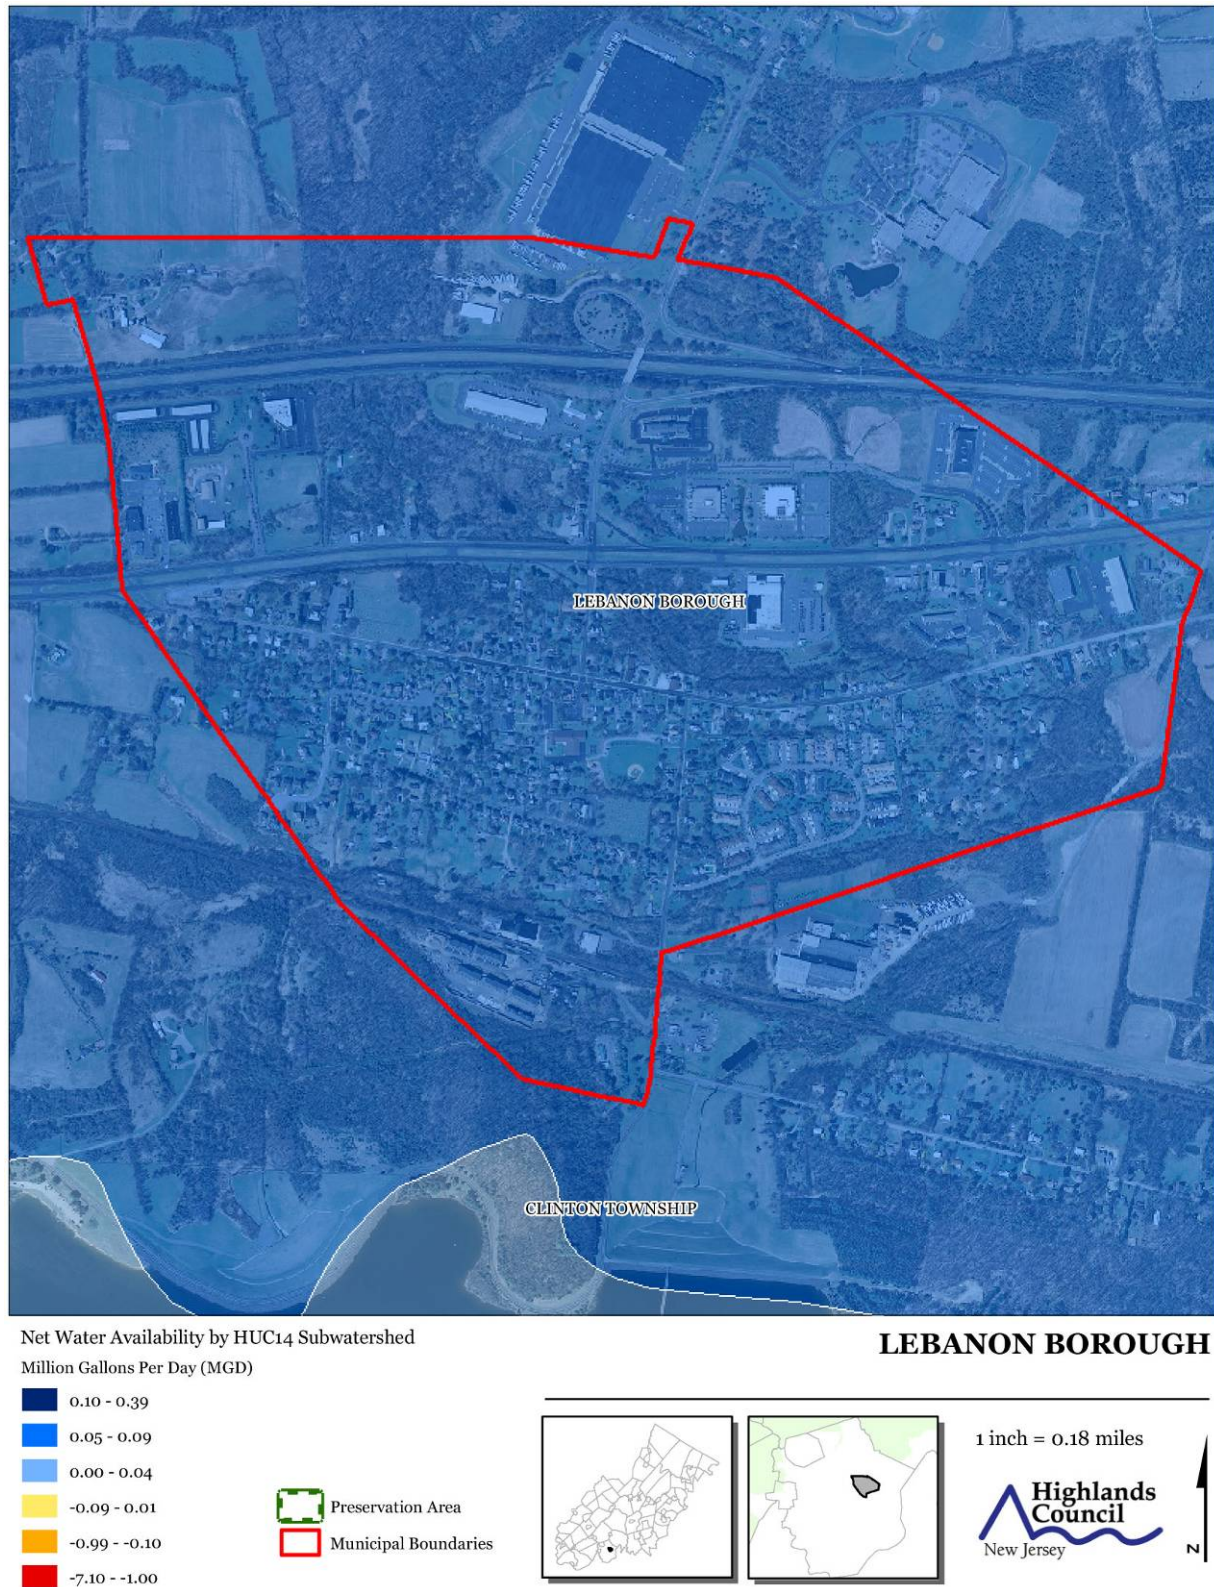 LEBANON BOROUGH
CLINTON TOWNSHIP
Net Water Availability by HUC14 Subwatershed
Million Gallons Per Day (MGD)
0.10 - 0.39
0.05 - 0.09
0.00 - 0.04
-0.09 - 0.01
-0.99 - -0.10
-7.10 - -1.00
Preservation Area
Municipal Boundaries
LEBANON BOROUGH
1 inch = 0.18 miles
Highlands
Council
New Jersey
N